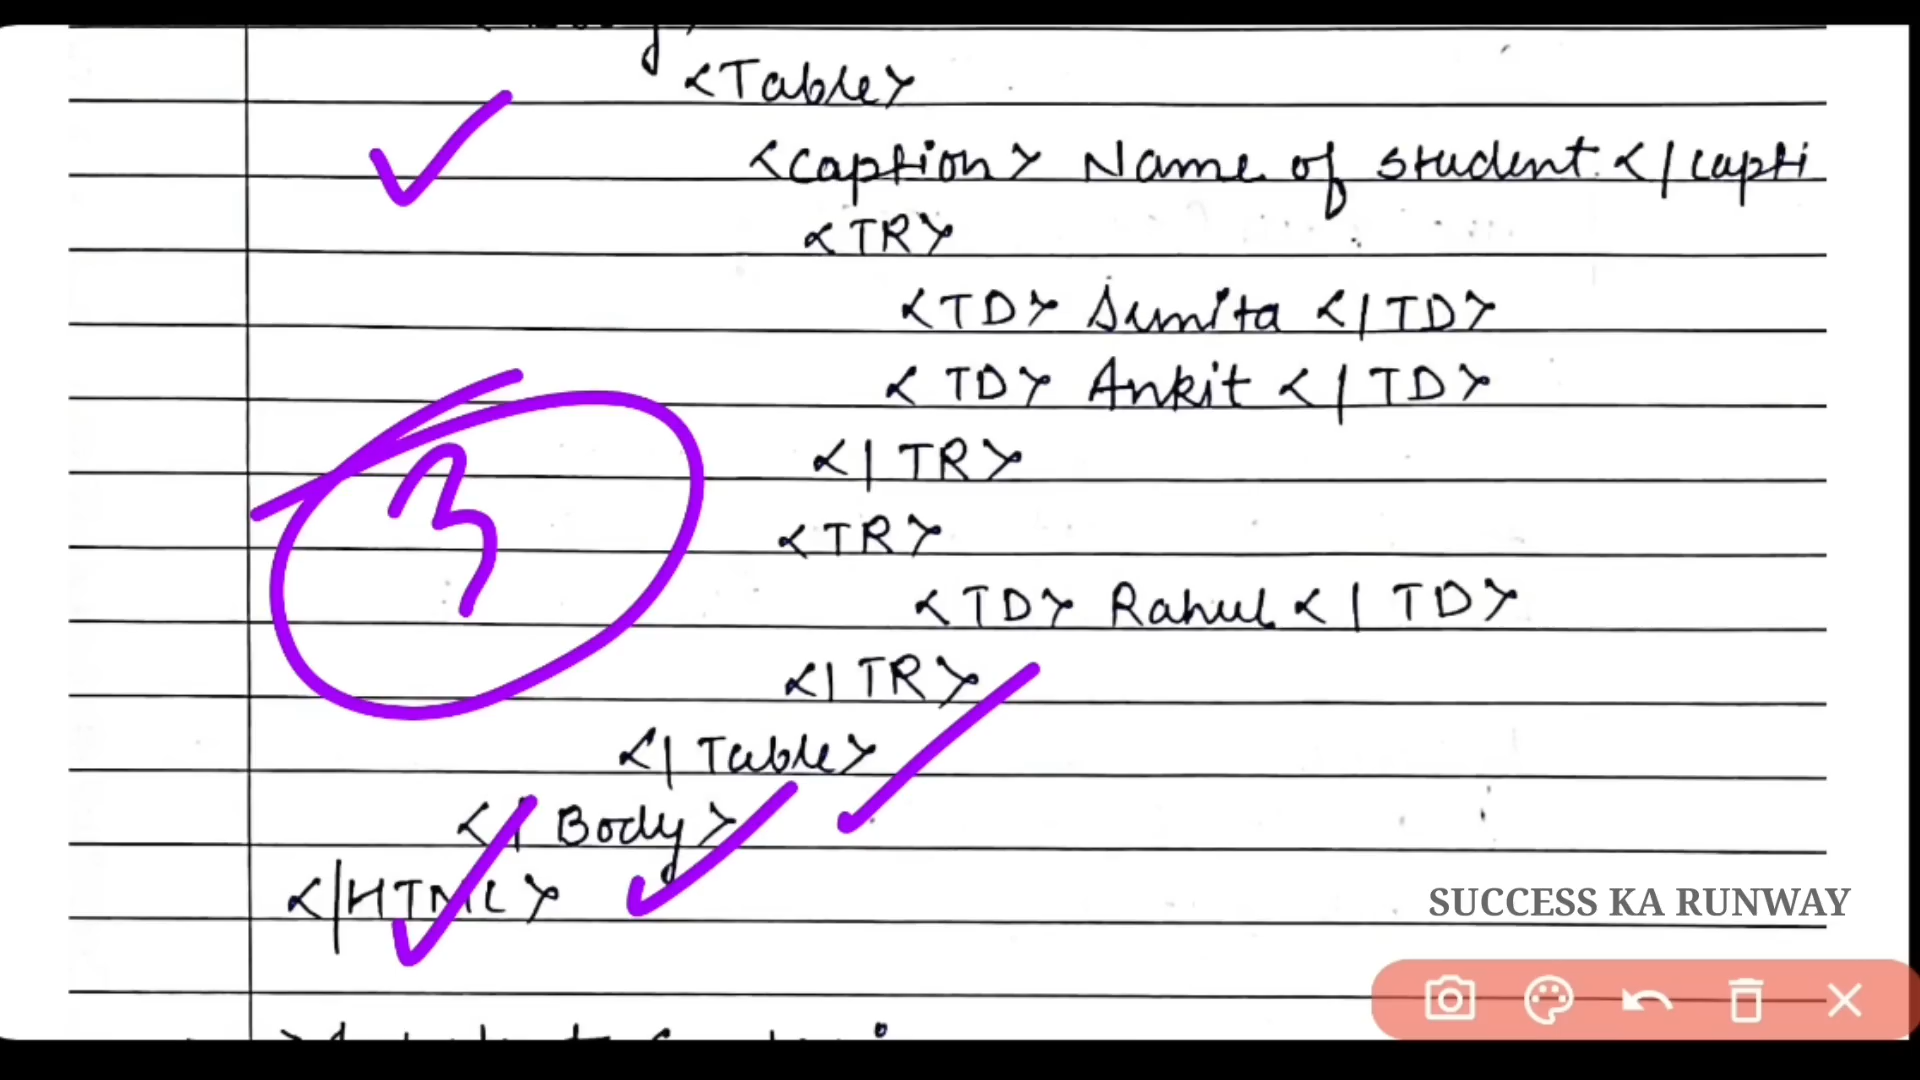 <Table>
<caption> Name of student </capti
<TR>
<TD> Sumita </TD>
<TD> Ankit </TD>
</TR>
<TR>
<TD> Rahul </TD>
</TR>
</Table>
</Body>
</HTML>
3
SUCCESS KA RUNWAY